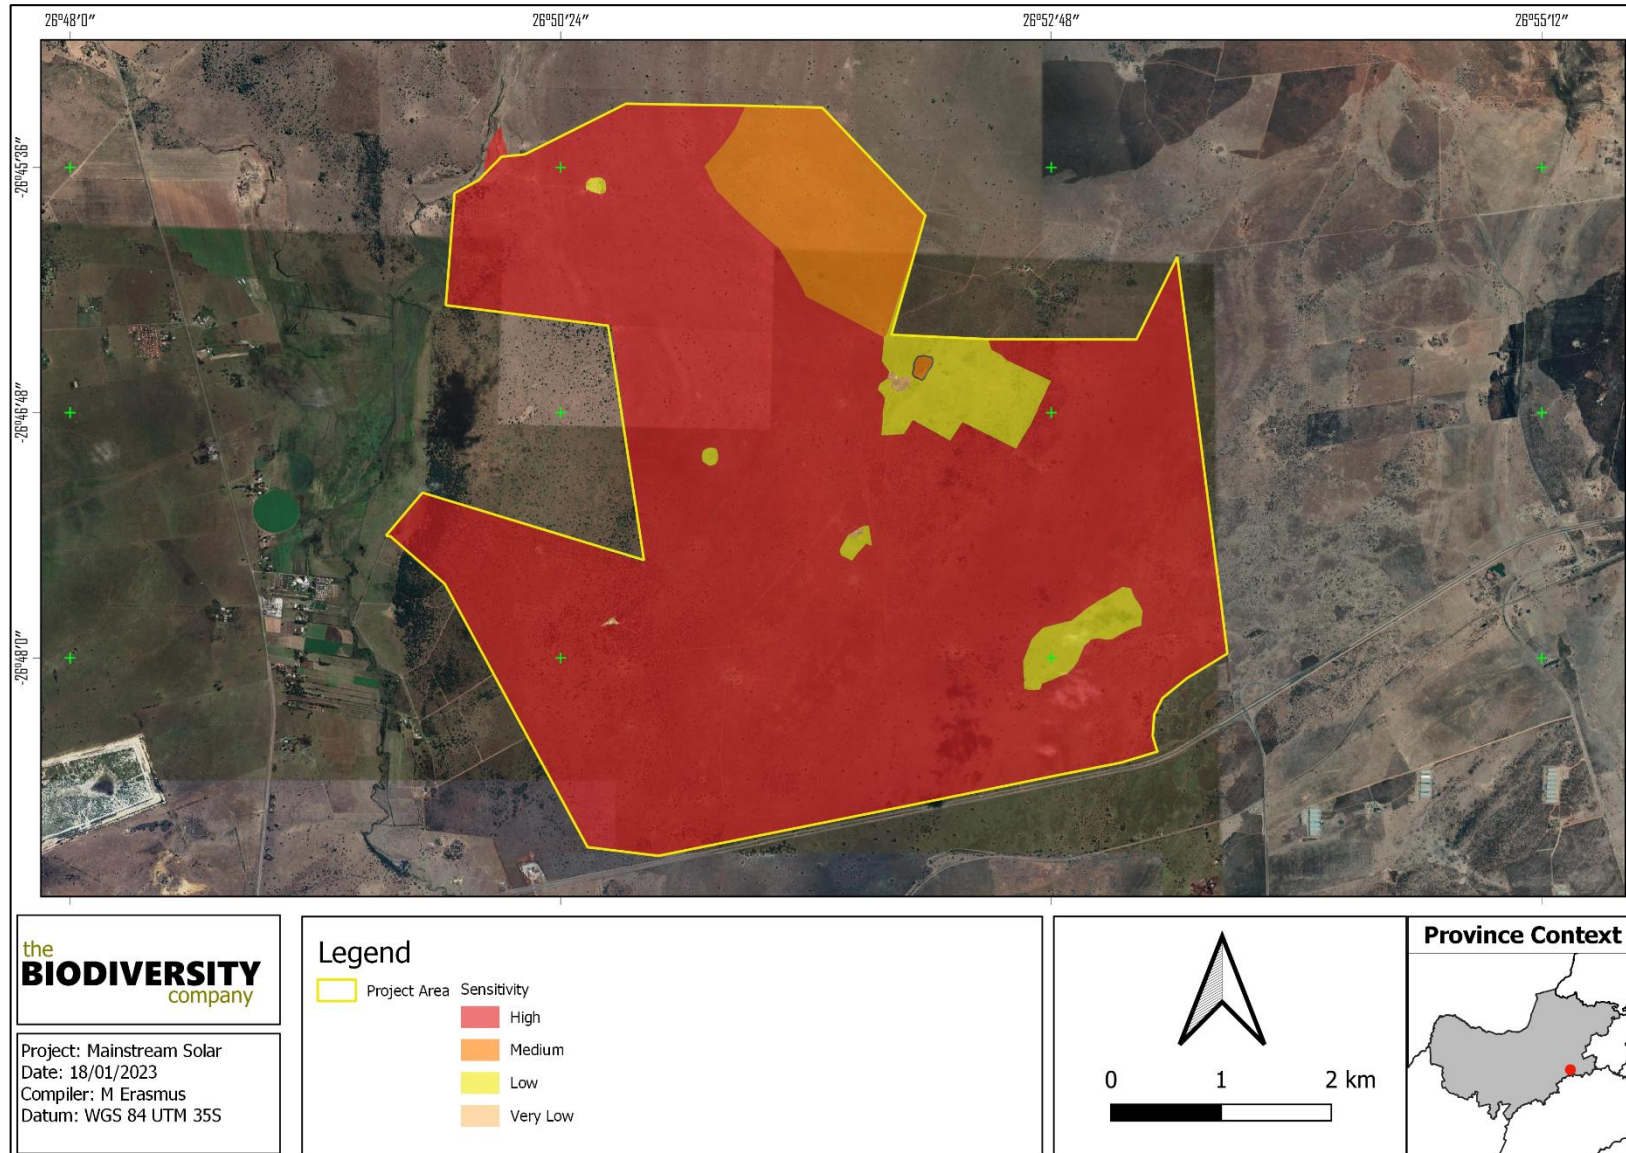 26°48′0″ 26°50′24″ 26°52′48″ 26°55′12″
-26°45′36″
-26°46′48″
-26°48′0″
the
BIODIVERSITY
company
Project: Mainstream Solar
Date: 18/01/2023
Compiler: M Erasmus
Datum: WGS 84 UTM 35S
Legend
Project Area
Sensitivity
High
Medium
Low
Very Low
0 1 2 km
Province Context